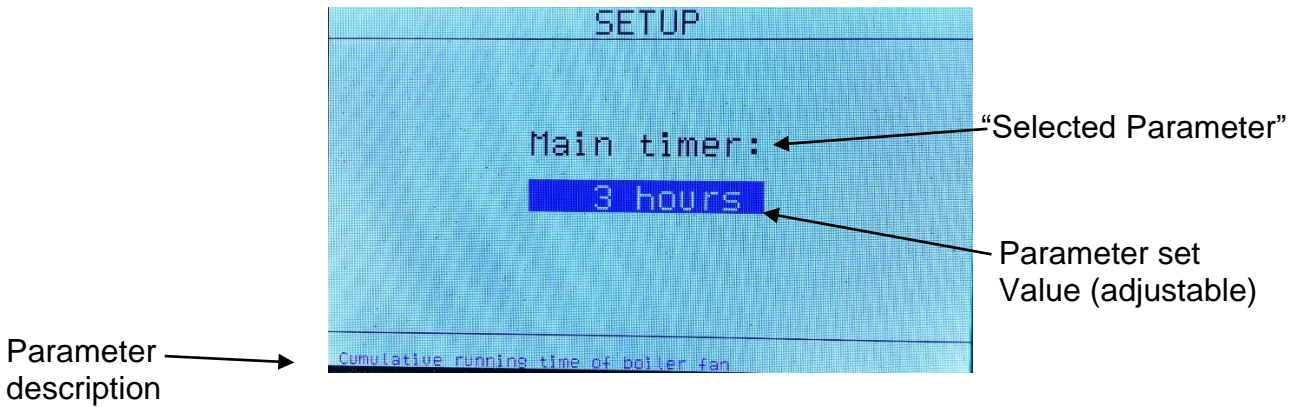 SETUP
Main timer:
3 hours
Cumulative running time of boiler fan
“Selected Parameter”
Parameter set
Value (adjustable)
Parameter
description